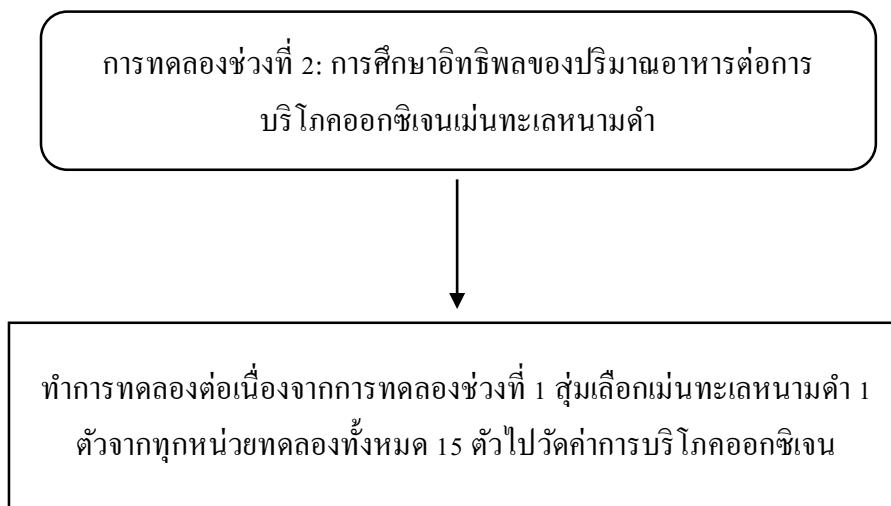 การทดลองช่วงที่ 2: การศึกษาอิทธิพลของปริมาณอาหารต่อการ
บริโภคออกซิเจนเม่นทะเลหนามดำ
ทำการทดลองต่อเนื่องจากการทดลองช่วงที่ 1 สุ่มเลือกเม่นทะเลหนามดำ 1
ตัวจากทุกหน่วยทดลองทั้งหมด 15 ตัวไปวัดค่าการบริโภคออกซิเจน